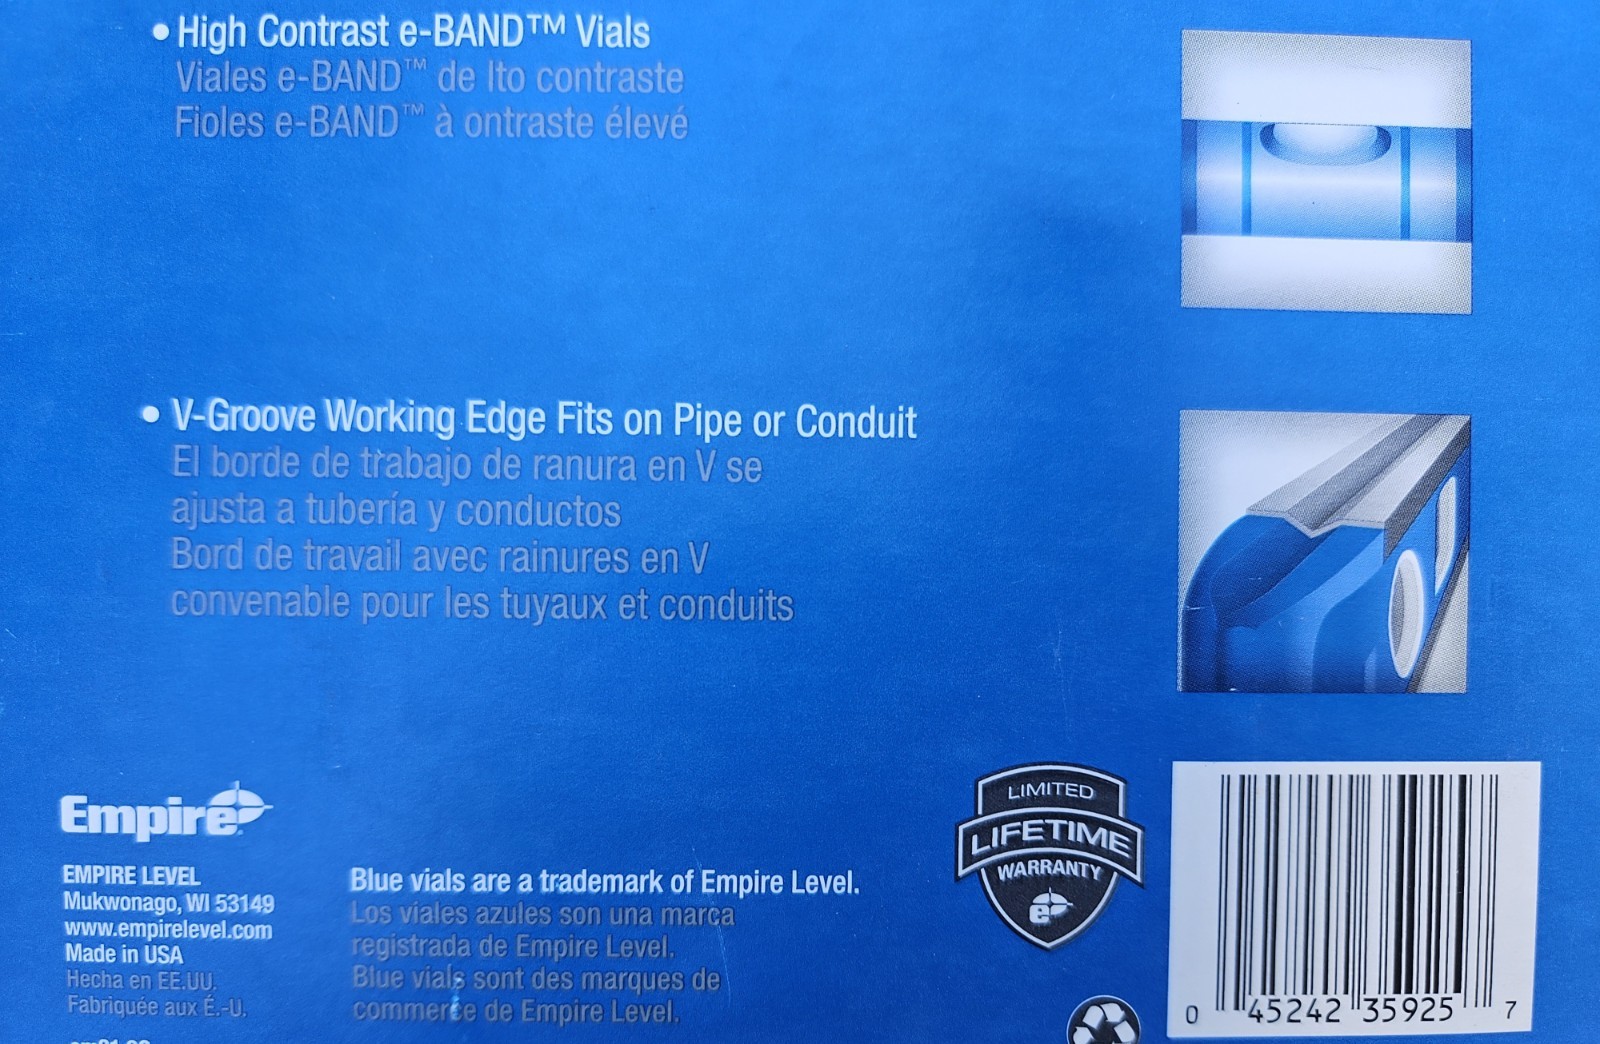 • High Contrast e-BAND™ Vials
Viales e-BAND™ de lto contraste
Fioles e-BAND™ à ontraste élevé
• V-Groove Working Edge Fits on Pipe or Conduit
El borde de trabajo de ranura en V se
ajusta a tubería y conductos
Bord de travail avec rainures en V
convenable pour les tuyaux et conduits
Empire
EMPIRE LEVEL
Mukwonago, WI 53149
www.empirelevel.com
Made in USA
Hecha en EE.UU.
Fabriquée aux É.-U.
Blue vials are a trademark of Empire Level.
Los viales azules son una marca
registrada de Empire Level.
Blue vials sont des marques de
commerce de Empire Level.
LIMITED
LIFETIME
WARRANTY
e
0 45242 35925 7